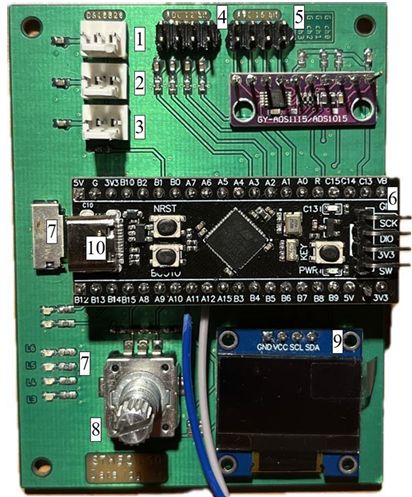 DS18B20
1
2
3
4
5
GY-ADS1115/ADS1015
5V G 3V3 B10 B2 B1 B0 A7 A6 A5 A4 A3 A2 A1 A0 R C15 C14 C13 VB
6
C10
NRST
C13
SCK
DIO
3V3
SW
KEY
PWR
7
10
BOOT0
B12 B13 B14 B15 A8 A9 A10 A11 A12 A15 B3 B4 B5 B6 B7 B8 B9 5V G 3V3
7
8
9
GND VCC SCL SDA